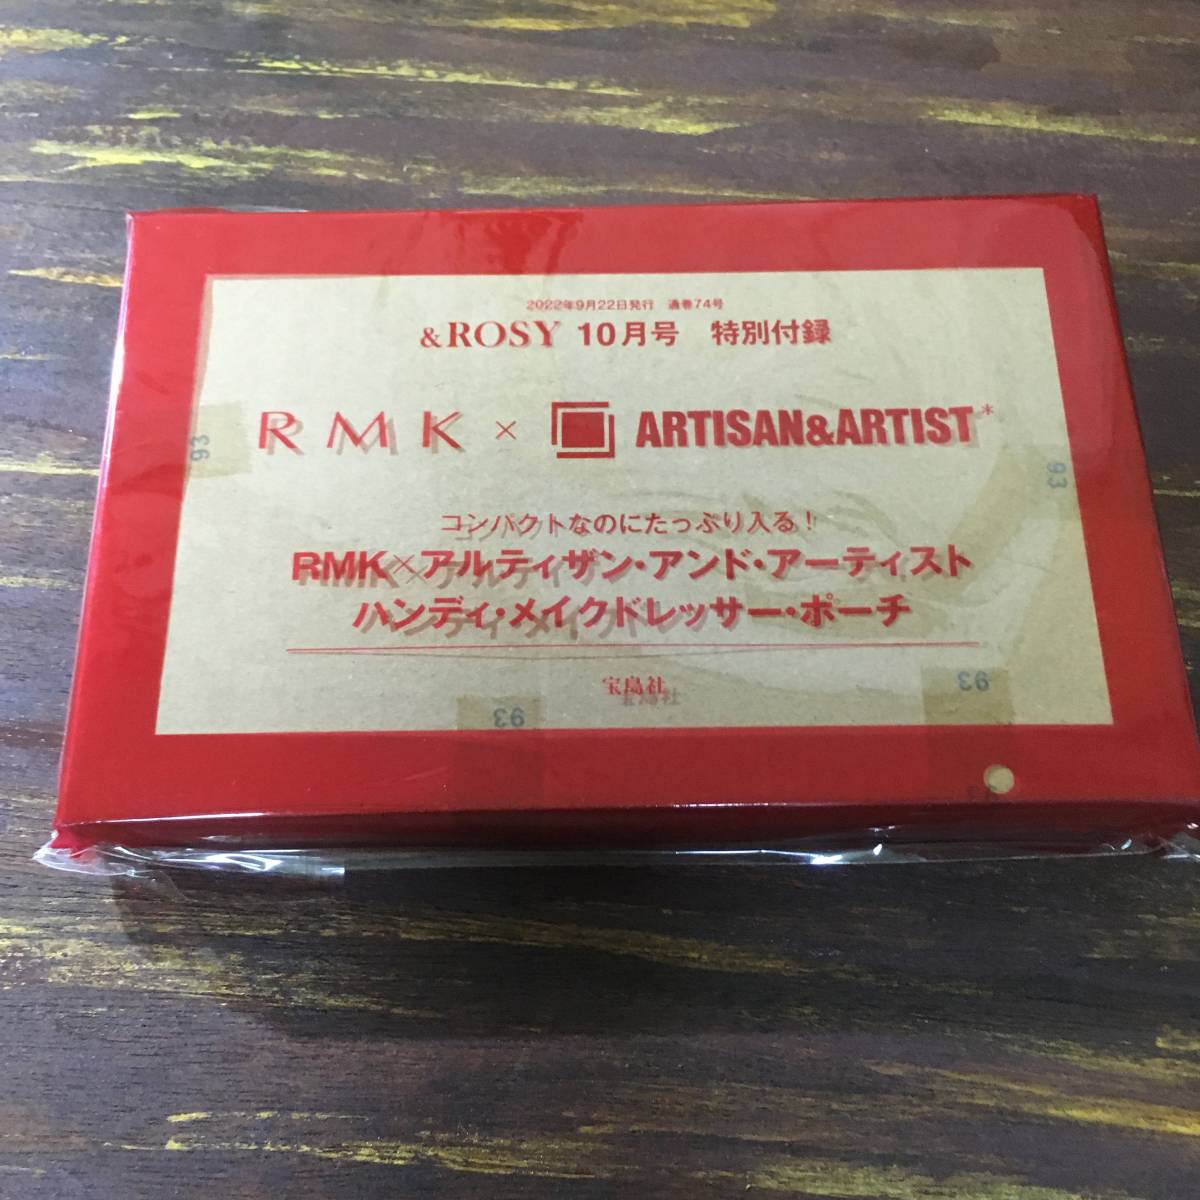 2022年9月22日発行　通巻74号
&ROSY 10月号　特別付録
RMK × ARTISAN&ARTIST*
コンパクトなのにたっぷり入る！
RMK×アルティザン・アンド・アーティスト
ハンディ・メイクドレッサー・ポーチ
宝島社
93
93
93
93